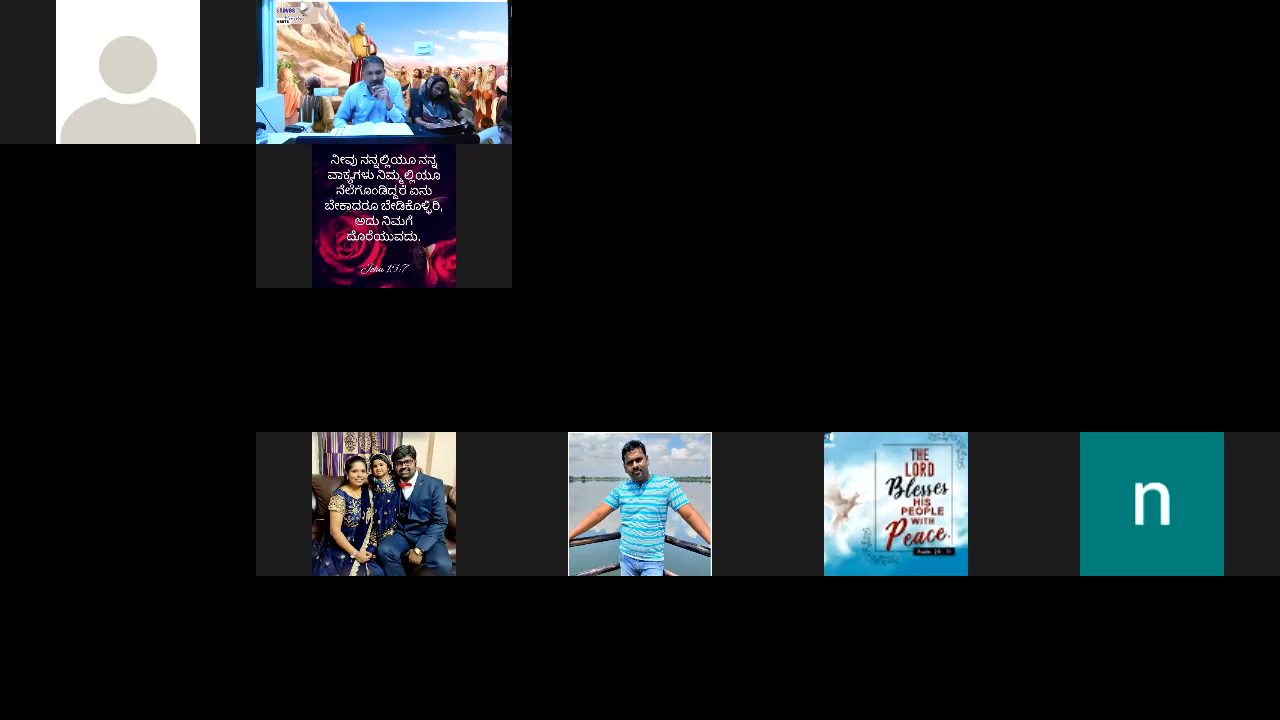 ನೀವು ನನ್ನಲ್ಲಿಯೂ ನನ್ನ
ವಾಕ್ಯಗಳು ನಿಮ್ಮಲ್ಲಿಯೂ
ನೆಲೆಗೊಂಡಿದ್ದರೆ ಏನು
ಬೇಕಾದರೂ ಬೇಡಿಕೊಳ್ಳಿರಿ,
ಅದು ನಿಮಗೆ
ದೊರೆಯುವದು.
John 15:7
THE
LORD
Blesses
HIS
PEOPLE
WITH
Peace.
n